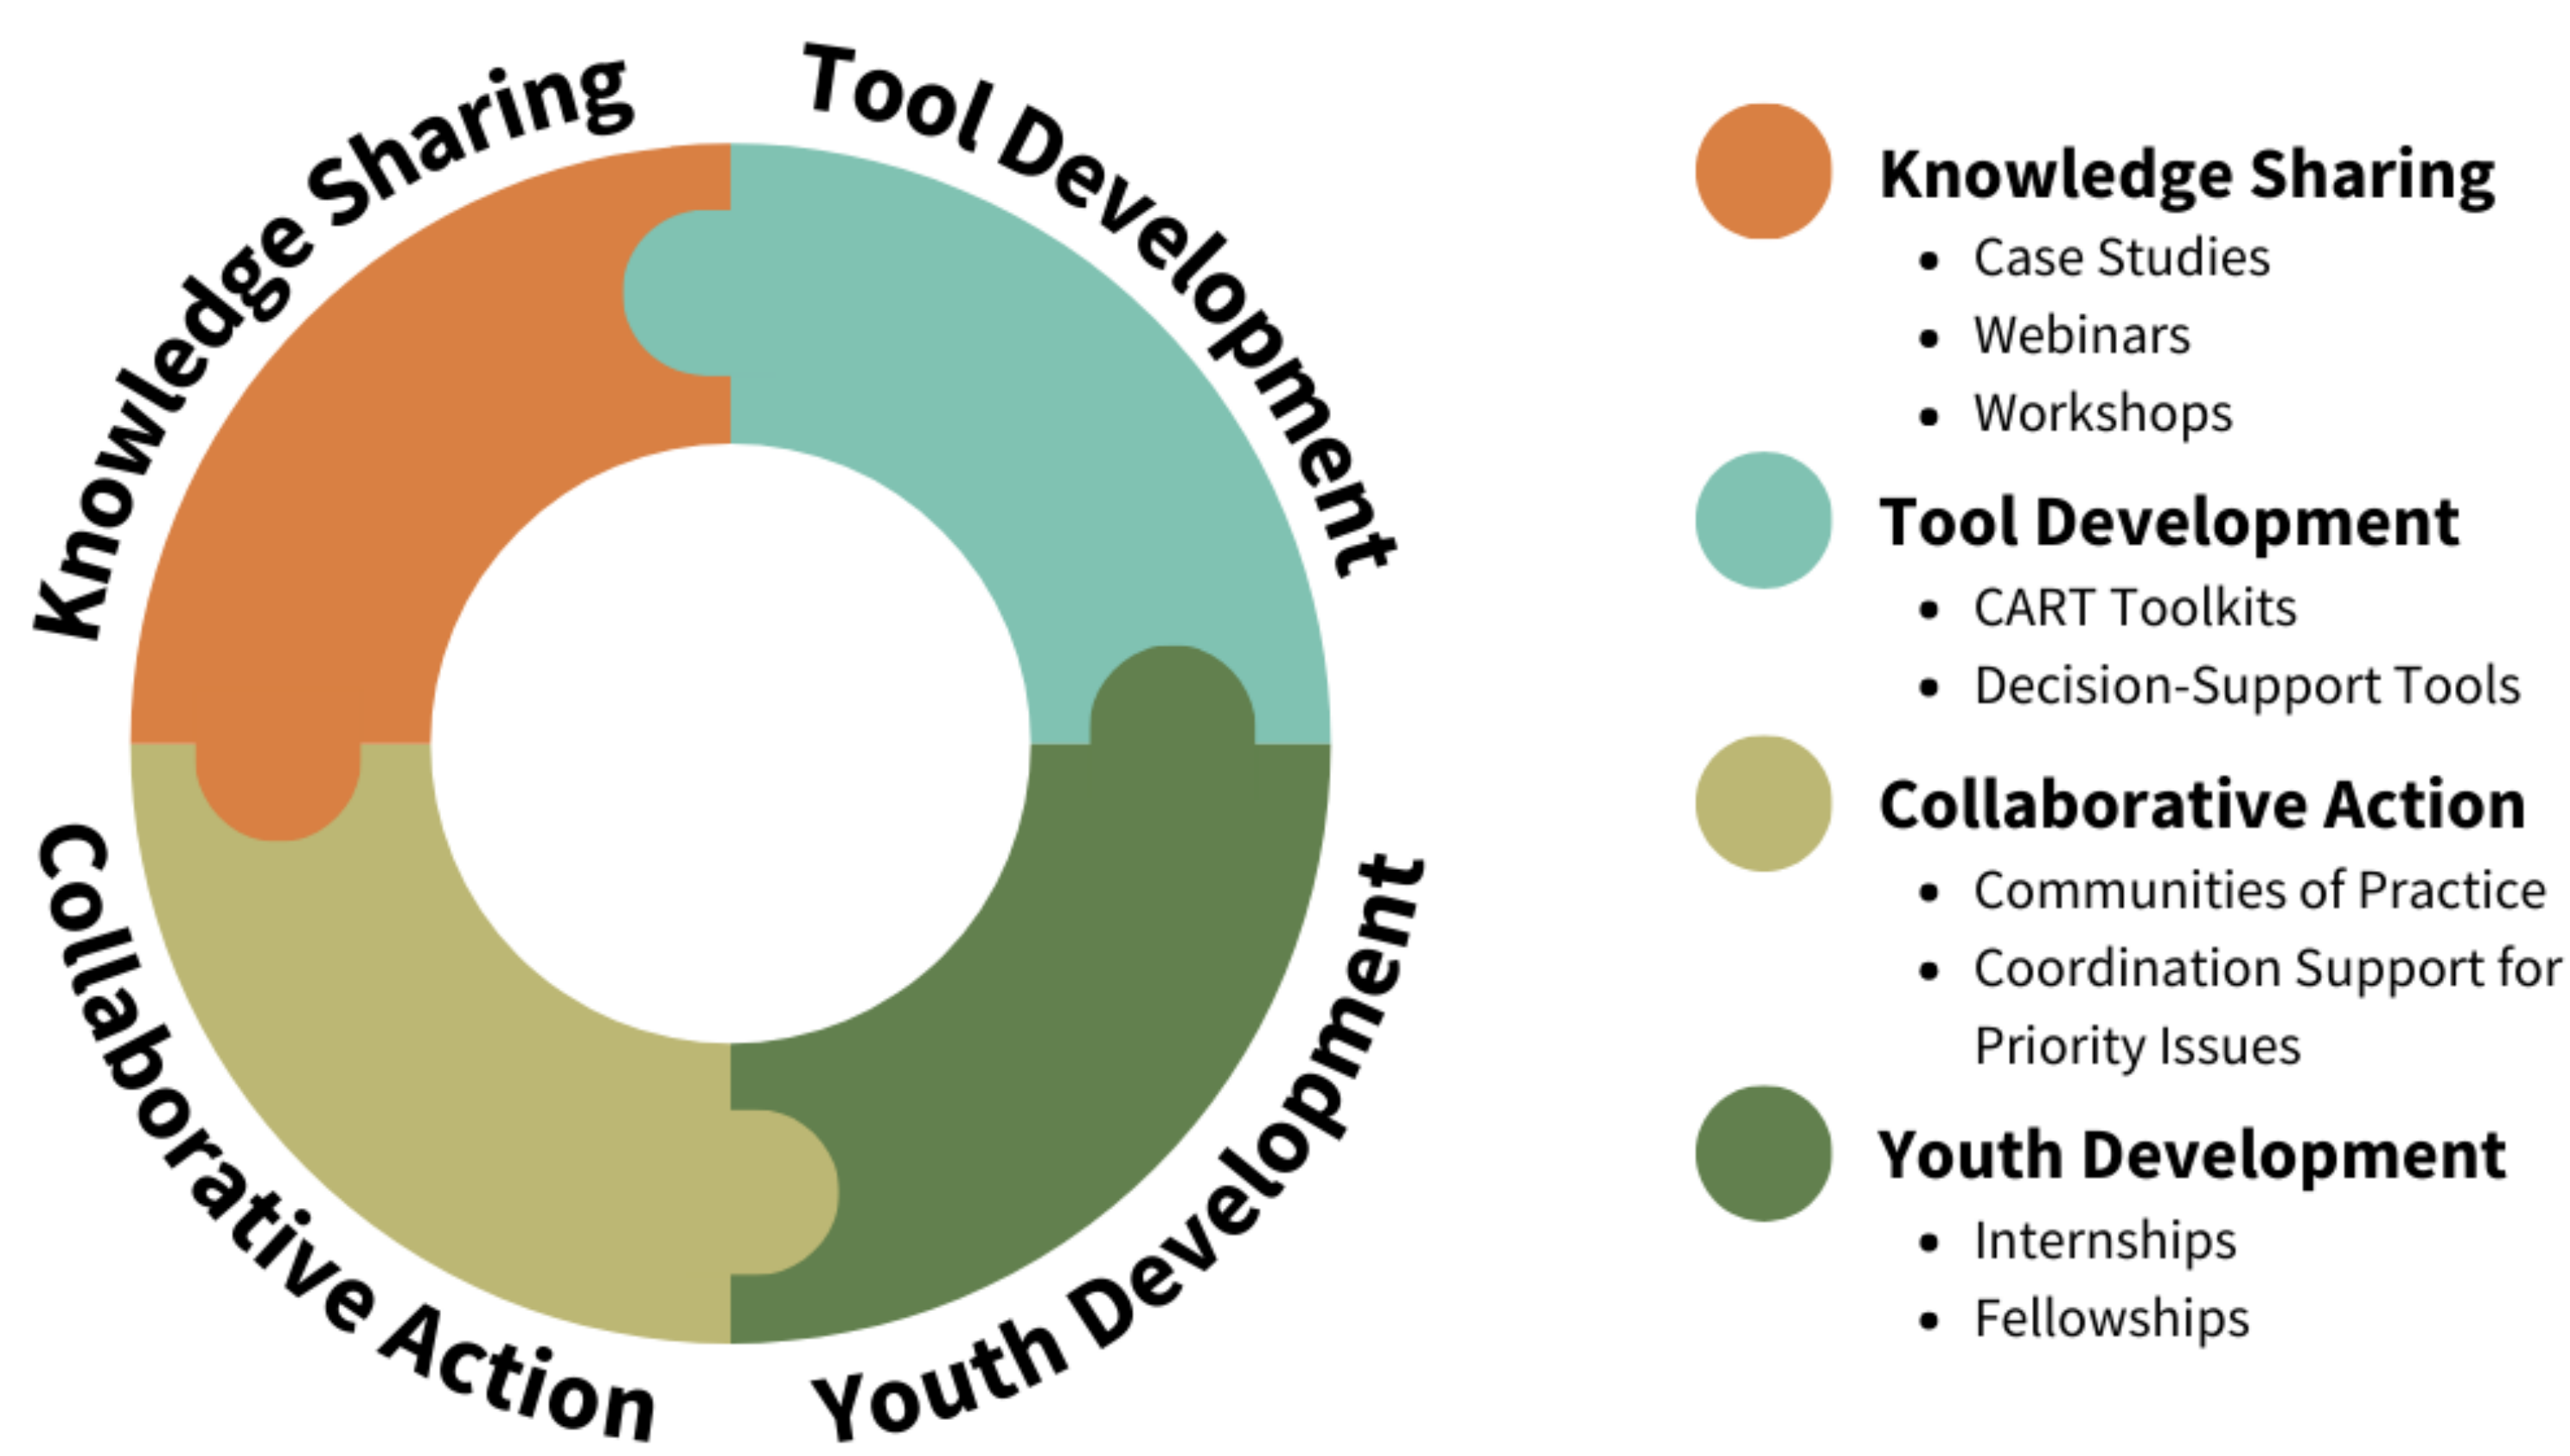 Knowledge Sharing
Tool Development
Collaborative Action
Youth Development
Knowledge Sharing
• Case Studies
• Webinars
• Workshops
Tool Development
• CART Toolkits
• Decision-Support Tools
Collaborative Action
• Communities of Practice
• Coordination Support for
Priority Issues
Youth Development
• Internships
• Fellowships